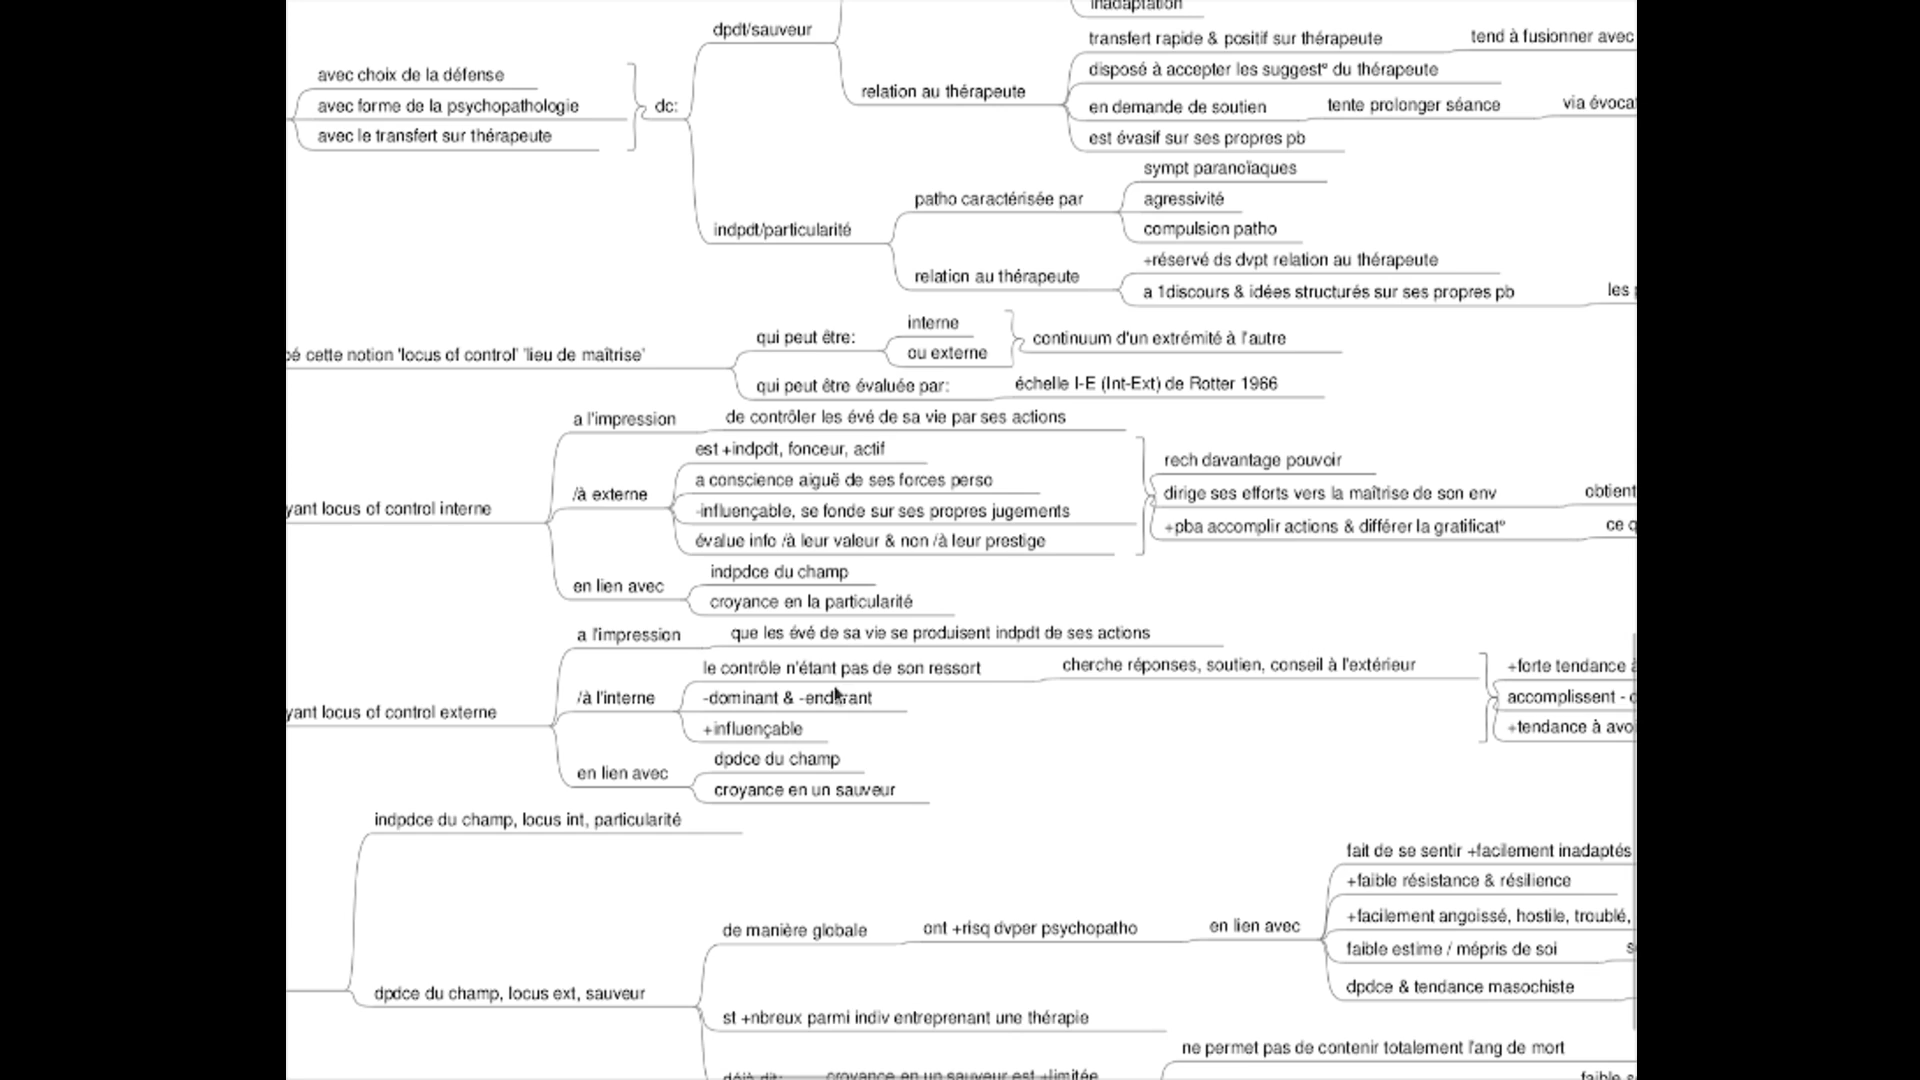 inadaptation
dpdt/sauveur
transfert rapide & positif sur thérapeute
tend à fusionner avec
disposé à accepter les suggest° du thérapeute
avec choix de la défense
relation au thérapeute
avec forme de la psychopathologie
dc:
en demande de soutien
tente prolonger séance
via
avec le transfert sur thérapeute
est évasif sur ses propres pb
sympt paranoïaques
patho caractérisée par
agressivité
indpdt/particularité
compulsion patho
+réservé ds dvpt relation au thérapeute
relation au thérapeute
a 1discours & idées structurés sur ses propres pb
les
interne
qui peut être:
continuum d'un extrémité à l'autre
cette notion 'locus of control' 'lieu de maîtrise'
ou externe
qui peut être évaluée par:
échelle I-E (Int-Ext) de Rotter 1966
a l'impression
de contrôler les évé de sa vie par ses actions
est +indpdt, fonceur, actif
rech davantage pouvoir
a conscience aiguë de ses forces perso
/à externe
dirige ses efforts vers la maîtrise de son env
obtient
yant locus of control interne
-influençable, se fonde sur ses propres jugements
+pba accomplir actions & différer la gratificat°
ce q
évalue info /à leur valeur & non /à leur prestige
indpdce du champ
en lien avec
croyance en la particularité
a l'impression
que les évé de sa vie se produisent indpdt de ses actions
le contrôle n'étant pas de son ressort
cherche réponses, soutien, conseil à l'extérieur
+forte tendance à
/à l'interne
-dominant & -endurant
accomplissent -
yant locus of control externe
+influençable
+tendance à avo
dpdce du champ
en lien avec
croyance en un sauveur
indpdce du champ, locus int, particularité
fait de se sentir +facilement inadaptés
+faible résistance & résilience
+facilement angoissé, hostile, troublé,
de manière globale
ont +risq dvper psychopatho
en lien avec
faible estime / mépris de soi
s
dpdce du champ, locus ext, sauveur
dpdce & tendance masochiste
st +nbreux parmi indiv entreprenant une thérapie
ne permet pas de contenir totalement l'ang de mort
déjà dit:
croyance en un sauveur est +limitée
faible s